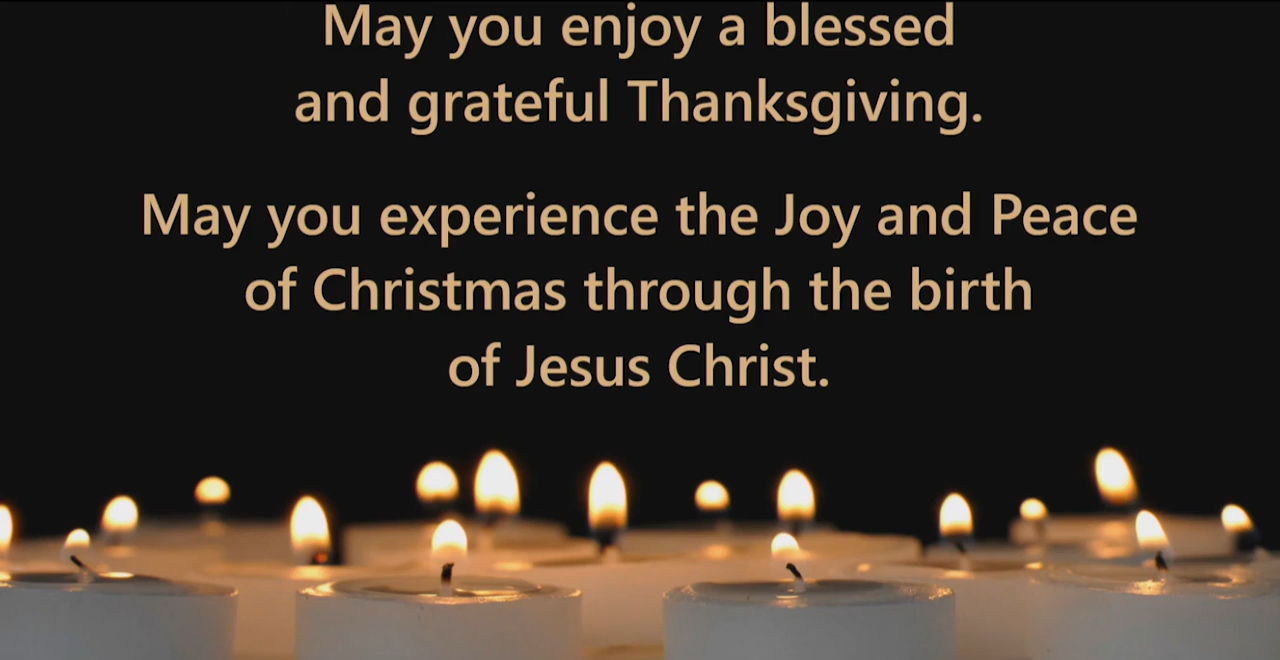 May you enjoy a blessed
and grateful Thanksgiving.
May you experience the Joy and Peace
of Christmas through the birth
of Jesus Christ.